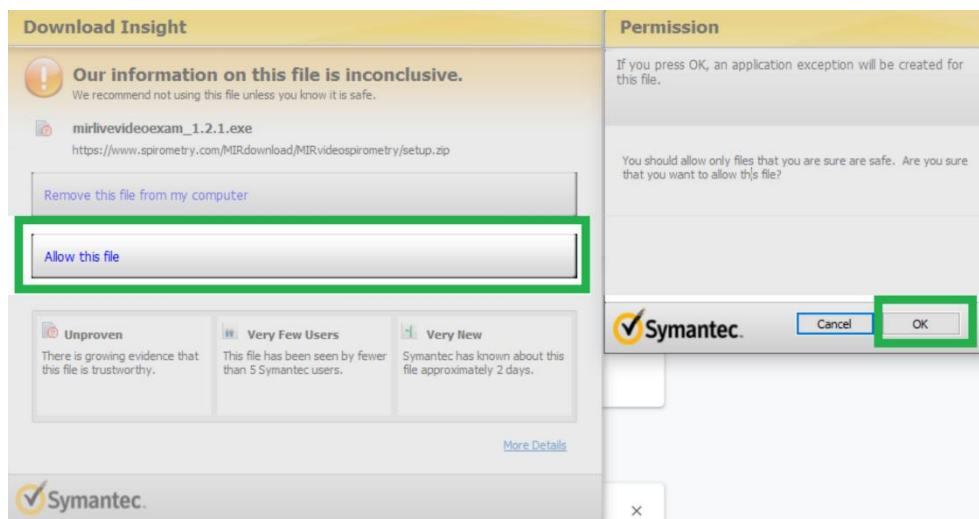 Download Insight
Our information on this file is inconclusive.
We recommend not using this file unless you know it is safe.
mirlivevideoexam_1.2.1.exe
https://www.spirometry.com/MIRdownload/MIRvideospirometry/setup.zip
Remove this file from my computer
Allow this file
Unproven
There is growing evidence that
this file is trustworthy.
Very Few Users
This file has been seen by fewer
than 5 Symantec users.
Very New
Symantec has known about this
file approximately 2 days.
More Details
Symantec.
Permission
If you press OK, an application exception will be created for
this file.
You should allow only files that you are sure are safe. Are you sure
that you want to allow this file?
Symantec.
Cancel
OK